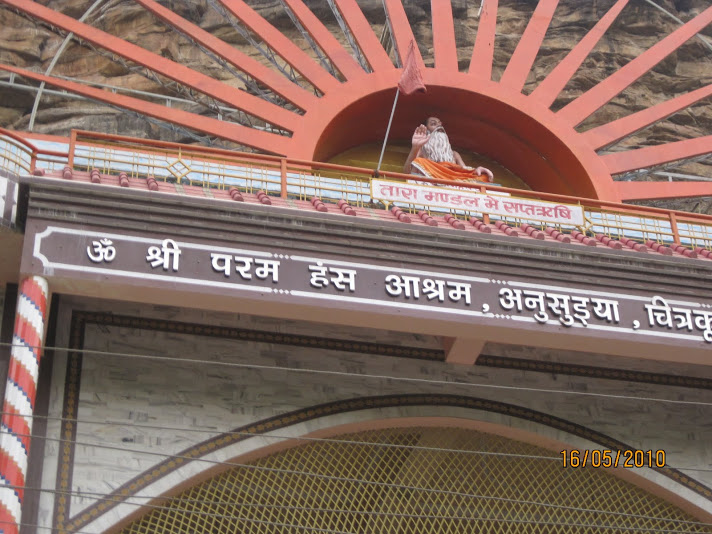 तारा मण्डल मे सप्तऋषि
ॐ श्री परम हंस आश्रम, अनुसुइया, चित्रकू
16/05/2010